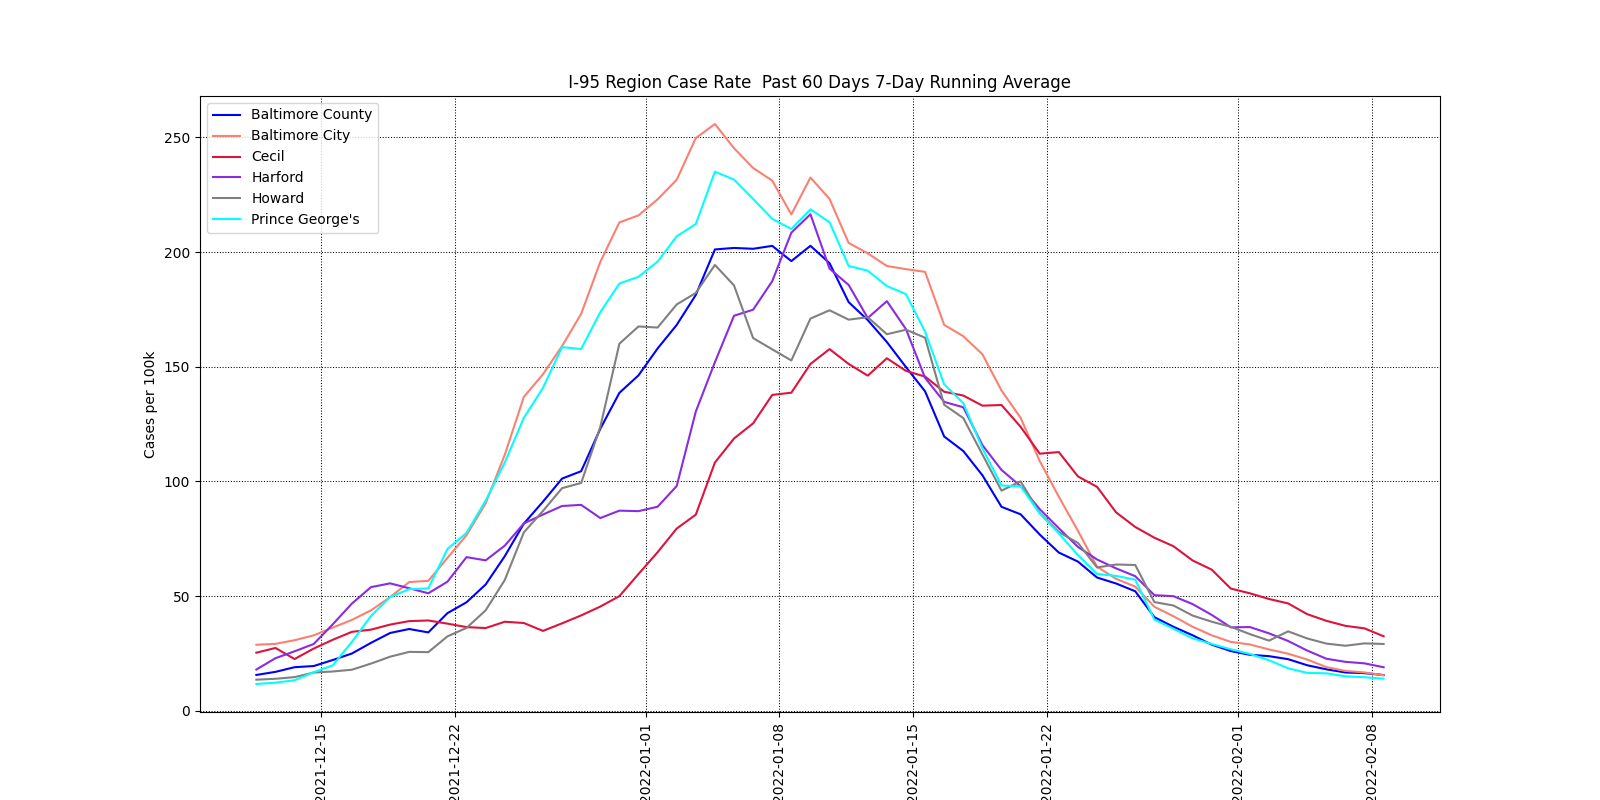 I-95 Region Case Rate  Past 60 Days 7-Day Running Average
Baltimore County
Baltimore City
Cecil
Harford
Howard
Prince George's
250
200
150
100
50
0
Cases per 100k
2021-12-15
2021-12-22
2022-01-01
2022-01-08
2022-01-15
2022-01-22
2022-02-01
2022-02-08